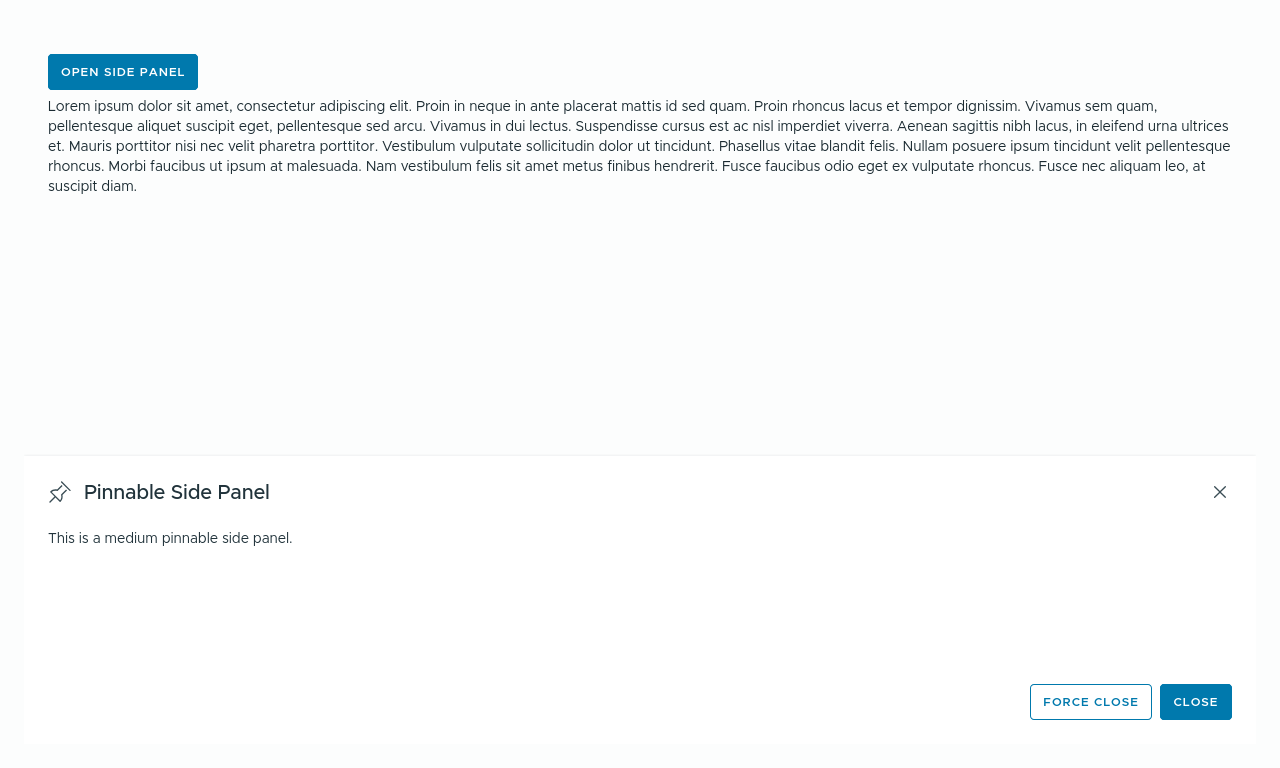 OPEN SIDE PANEL
Lorem ipsum dolor sit amet, consectetur adipiscing elit. Proin in neque in ante placerat mattis id sed quam. Proin rhoncus lacus et tempor dignissim. Vivamus sem quam,
pellentesque aliquet suscipit eget, pellentesque sed arcu. Vivamus in dui lectus. Suspendisse cursus est ac nisl imperdiet viverra. Aenean sagittis nibh lacus, in eleifend urna ultrices
et. Mauris porttitor nisi nec velit pharetra porttitor. Vestibulum vulputate sollicitudin dolor ut tincidunt. Phasellus vitae blandit felis. Nullam posuere ipsum tincidunt velit pellentesque
rhoncus. Morbi faucibus ut ipsum at malesuada. Nam vestibulum felis sit amet metus finibus hendrerit. Fusce faucibus odio eget ex vulputate rhoncus. Fusce nec aliquam leo, at
suscipit diam.
Pinnable Side Panel
This is a medium pinnable side panel.
FORCE CLOSE
CLOSE